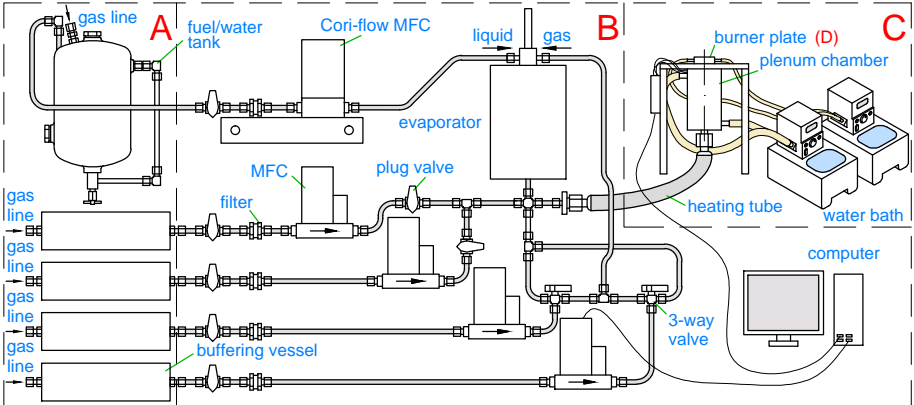 gas line
A
fuel/water
tank
Cori-flow MFC
liquid
gas
B
burner plate (D)
plenum chamber
C
evaporator
MFC
plug valve
filter
gas
line
gas
line
gas
line
gas
line
heating tube
water bath
computer
3-way
valve
buffering vessel